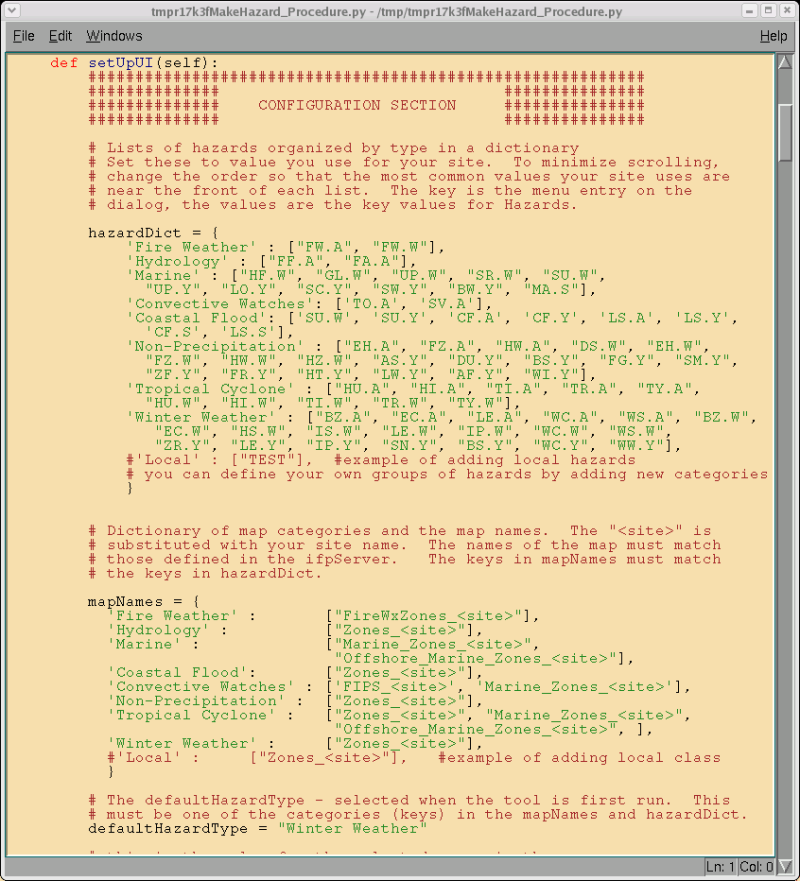 tmpr17k3fMakeHazard_Procedure.py - /tmp/tmpr17k3fMakeHazard_Procedure.py
File Edit Windows Help
def setUpUI(self):
##########################################################
############## ###############
############## CONFIGURATION SECTION ###############
############## ###############
# Lists of hazards organized by type in a dictionary
# Set these to value you use for your site.  To minimize scrolling,
# change the order so that the most common values your site uses are
# near the front of each list.  The key is the menu entry on the
# dialog, the values are the key values for Hazards.
hazardDict = {
'Fire Weather' : ["FW.A", "FW.W"],
'Hydrology' : ["FF.A", "FA.A"],
'Marine' : ["HF.W", "GL.W", "UP.W", "SR.W", "SU.W",
"UP.Y", "LO.Y", "SC.Y", "SW.Y", "BW.Y", "MA.S"],
'Convective Watches': ['TO.A', 'SV.A'],
'Coastal Flood': ['SU.W', 'SU.Y', 'CF.A', 'CF.Y', 'LS.A', 'LS.Y',
'CF.S', 'LS.S'],
'Non-Precipitation' : ["EH.A", "FZ.A", "HW.A", "DS.W", "EH.W",
"FZ.W", "HW.W", "HZ.W", "AS.Y", "DU.Y", "BS.Y", "FG.Y", "SM.Y",
"ZF.Y", "FR.Y", "HT.Y", "LW.Y", "AF.Y", "WI.Y"],
'Tropical Cyclone' : ["HU.A", "HI.A", "TI.A", "TR.A", "TY.A",
"HU.W", "HI.W", "TI.W", "TR.W", "TY.W"],
'Winter Weather' : ["BZ.A", "EC.A", "LE.A", "WC.A", "WS.A", "BZ.W",
"EC.W", "HS.W", "IS.W", "LE.W", "IP.W", "WC.W", "WS.W",
"ZR.Y", "LE.Y", "IP.Y", "SN.Y", "BS.Y", "WC.Y", "WW.Y"],
#'Local' : ["TEST"],  #example of adding local hazards
# you can define your own groups of hazards by adding new categories
}
# Dictionary of map categories and the map names.  The "<site>" is
# substituted with your site name.  The names of the map must match
# those defined in the ifpServer.   The keys in mapNames must match
# the keys in hazardDict.
mapNames = {
'Fire Weather' : ["FireWxZones_<site>"],
'Hydrology' : ["Zones_<site>"],
'Marine' : ["Marine_Zones_<site>",
"Offshore_Marine_Zones_<site>"],
'Coastal Flood': ["Zones_<site>"],
'Convective Watches' : ['FIPS_<site>', 'Marine_Zones_<site>'],
'Non-Precipitation' : ["Zones_<site>"],
'Tropical Cyclone' : ["Zones_<site>", "Marine_Zones_<site>",
"Offshore_Marine_Zones_<site>", ],
'Winter Weather' : ["Zones_<site>"],
#'Local' : ["Zones_<site>"], #example of adding local class
}
# The defaultHazardType - selected when the tool is first run.  This
# must be one of the categories (keys) in the mapNames and hazardDict.
defaultHazardType = "Winter Weather"
Ln: 1 Col: 0